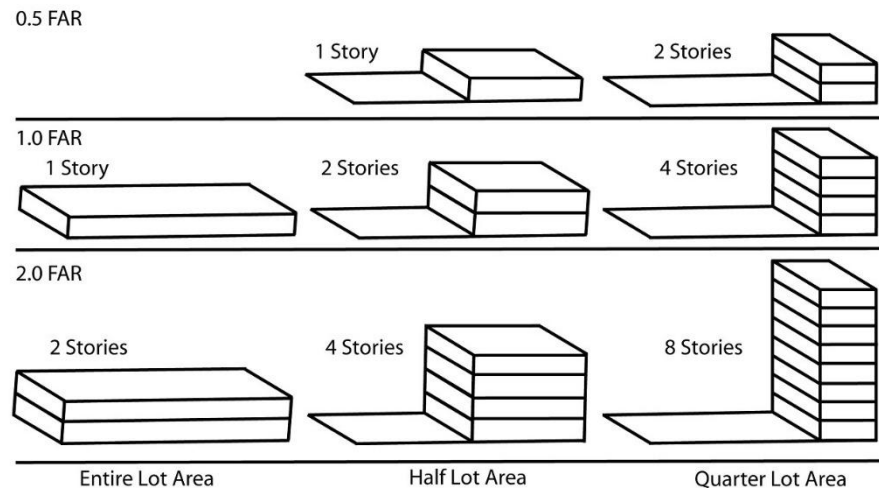 0.5 FAR
1 Story
2 Stories
1.0 FAR
1 Story
2 Stories
4 Stories
2.0 FAR
2 Stories
4 Stories
8 Stories
Entire Lot Area
Half Lot Area
Quarter Lot Area